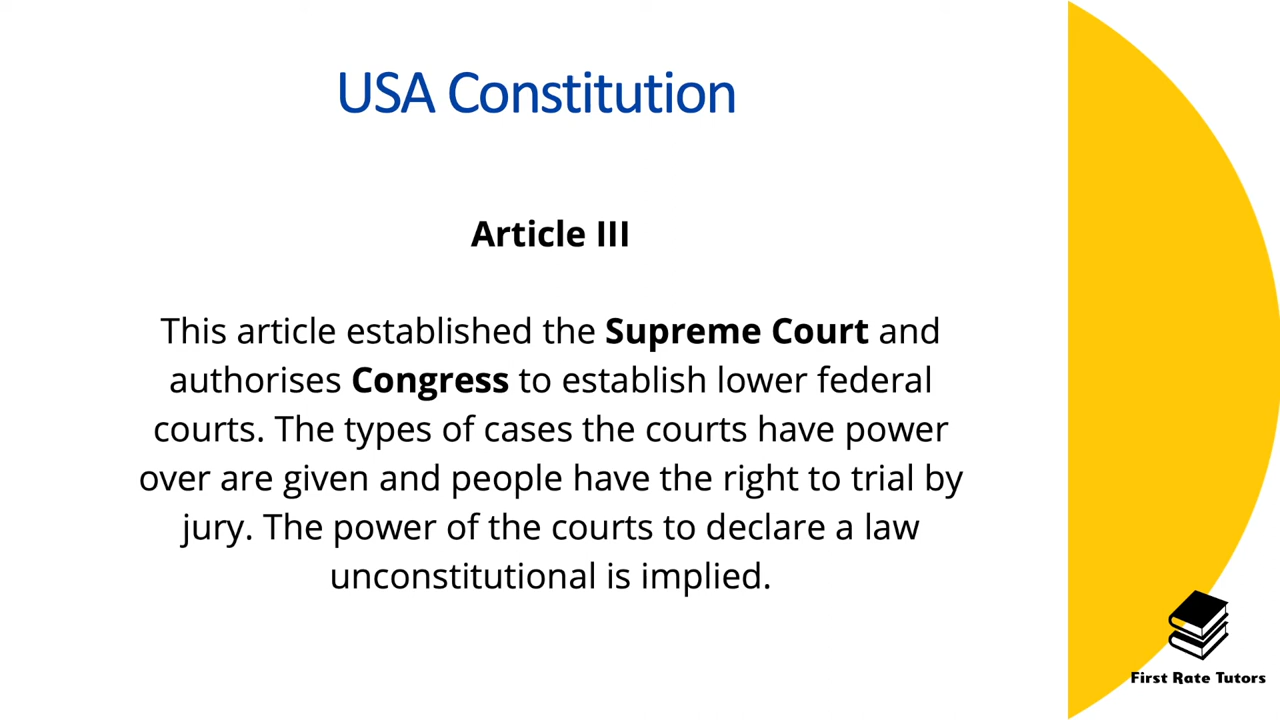 USA Constitution
Article III
This article established the Supreme Court and
authorises Congress to establish lower federal
courts. The types of cases the courts have power
over are given and people have the right to trial by
jury. The power of the courts to declare a law
unconstitutional is implied.
First Rate Tutors